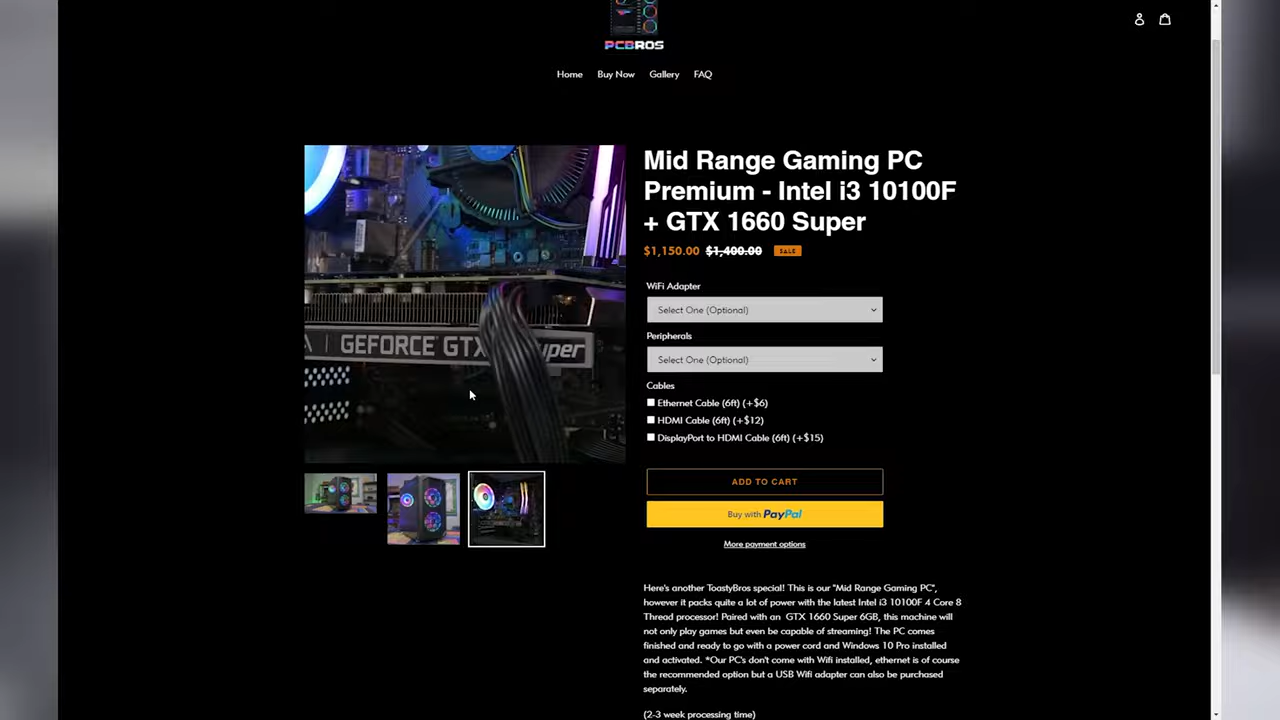 PCBROS
Home Buy Now Gallery FAQ
Mid Range Gaming PC
Premium - Intel i3 10100F
+ GTX 1660 Super
$1,150.00 $1,400.00 SALE
WiFi Adapter
Select One (Optional)
Peripherals
Select One (Optional)
Cables
Ethernet Cable (6ft) (+$6)
HDMI Cable (6ft) (+$12)
DisplayPort to HDMI Cable (6ft) (+$15)
ADD TO CART
Buy with PayPal
More payment options
GEFORCE GTX
Here's another ToastyBros special! This is our "Mid Range Gaming PC",
however it packs quite a lot of power with the latest Intel i3 10100F 4 Core 8
Thread processor! Paired with an GTX 1660 Super 6GB, this machine will
not only play games but even be capable of streaming! The PC comes
finished and ready to go with a power cord and Windows 10 Pro installed
and activated. *Our PC's don't come with Wifi installed, ethernet is of course
the recommended option but a USB Wifi adapter can also be purchased
separately.
(2-3 week processing time)